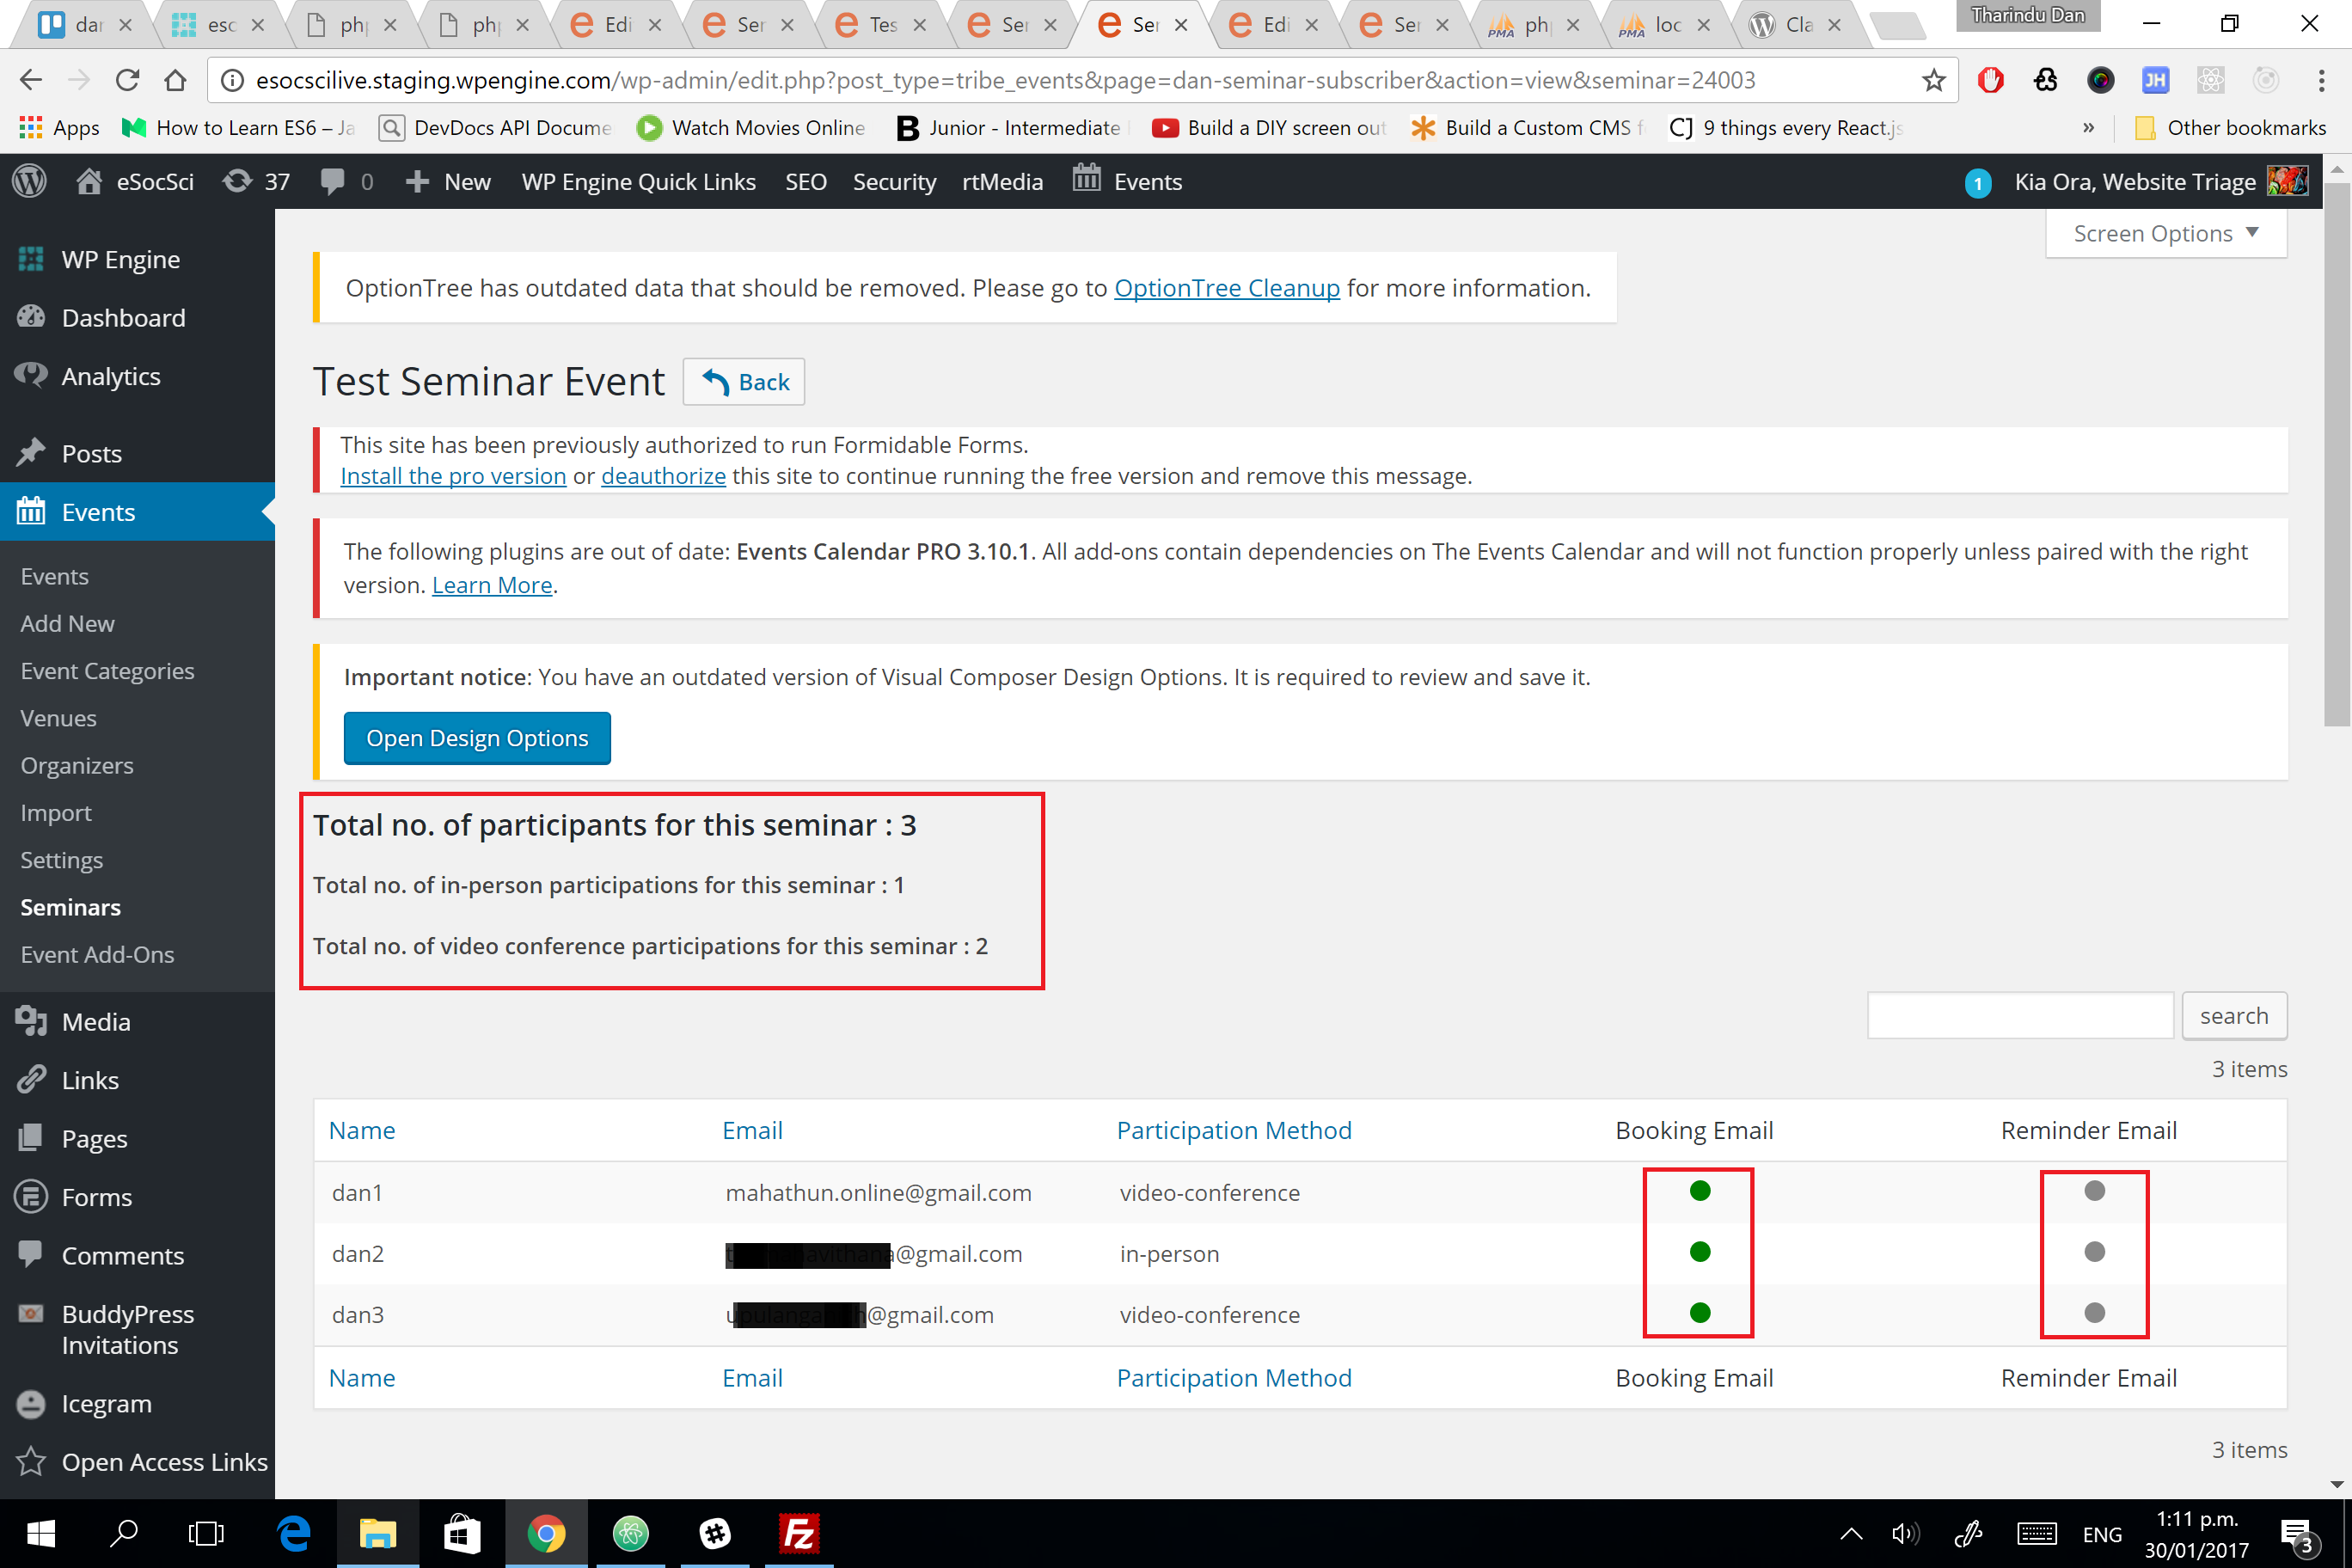 dan
esc
php
php
Edi
Ser
Tes
Ser
Ser
Edi
Ser
php
loc
Cla
Tharindu Dan
esocscilive.staging.wpengine.com/wp-admin/edit.php?post_type=tribe_events&page=dan-seminar-subscriber&action=view&seminar=24003
Apps
How to Learn ES6 – Ja
DevDocs API Docume
Watch Movies Online
Junior - Intermediate
Build a DIY screen out
Build a Custom CMS f
9 things every React.js
»
Other bookmarks
eSocSci
37
0
New
WP Engine Quick Links
SEO
Security
rtMedia
Events
1
Kia Ora, Website Triage
Screen Options
WP Engine
Dashboard
Analytics
Posts
Events
Events
Add New
Event Categories
Venues
Organizers
Import
Settings
Seminars
Event Add-Ons
Media
Links
Pages
Forms
Comments
BuddyPress
Invitations
Icegram
Open Access Links
OptionTree has outdated data that should be removed. Please go to OptionTree Cleanup for more information.
Test Seminar Event
Back
This site has been previously authorized to run Formidable Forms.
Install the pro version or deauthorize this site to continue running the free version and remove this message.
The following plugins are out of date: Events Calendar PRO 3.10.1. All add-ons contain dependencies on The Events Calendar and will not function properly unless paired with the right
version. Learn More.
Important notice: You have an outdated version of Visual Composer Design Options. It is required to review and save it.
Open Design Options
Total no. of participants for this seminar : 3
Total no. of in-person participations for this seminar : 1
Total no. of video conference participations for this seminar : 2
search
3 items
Name Email Participation Method Booking Email Reminder Email
dan1 mahathun.online@gmail.com video-conference
dan2 @gmail.com in-person
dan3 @gmail.com video-conference
Name Email Participation Method Booking Email Reminder Email
3 items
ENG
1:11 p.m.
30/01/2017
3